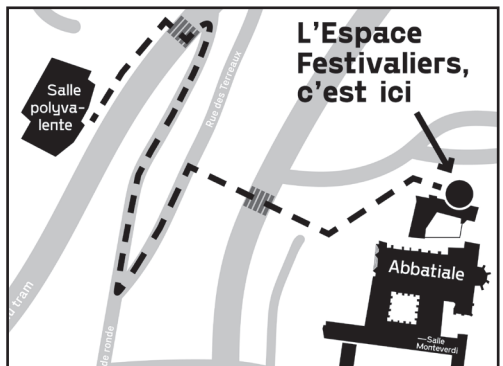 L'Espace
Festivaliers,
c'est ici
Salle
polyva-
lente
Rue des Terreaux
Abbatiale
Salle
Monteverdi
tram
de ronde